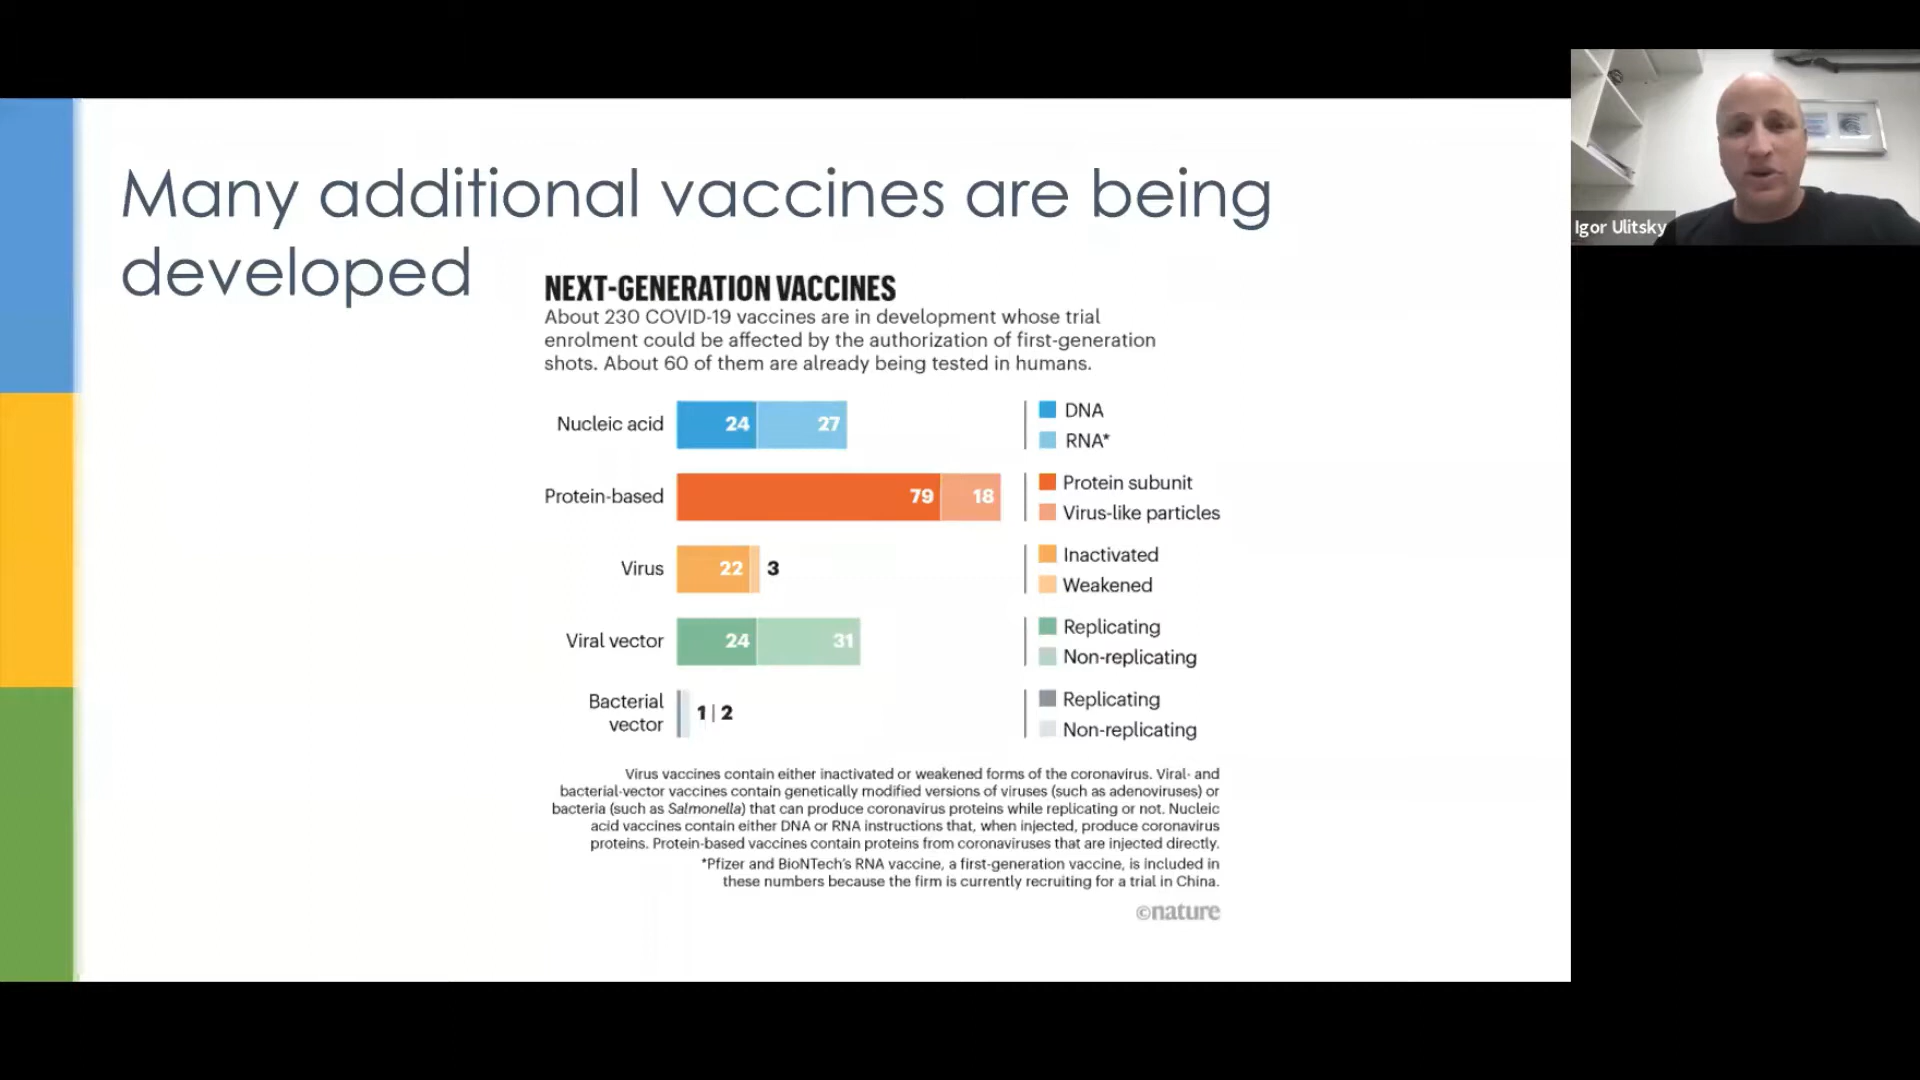 Many additional vaccines are being
developed
NEXT-GENERATION VACCINES
About 230 COVID-19 vaccines are in development whose trial
enrolment could be affected by the authorization of first-generation
shots. About 60 of them are already being tested in humans.
Nucleic acid 24 27
DNA
RNA*
Protein-based 79 18
Protein subunit
Virus-like particles
Virus 22 3
Inactivated
Weakened
Viral vector 24 31
Replicating
Non-replicating
Bacterial
vector
1 | 2
Replicating
Non-replicating
Virus vaccines contain either inactivated or weakened forms of the coronavirus. Viral- and
bacterial-vector vaccines contain genetically modified versions of viruses (such as adenoviruses) or
bacteria (such as Salmonella) that can produce coronavirus proteins while replicating or not. Nucleic
acid vaccines contain either DNA or RNA instructions that, when injected, produce coronavirus
proteins. Protein-based vaccines contain proteins from coronaviruses that are injected directly.
*Pfizer and BioNTech's RNA vaccine, a first-generation vaccine, is included in
these numbers because the firm is currently recruiting for a trial in China.
©nature
Igor Ulitsky